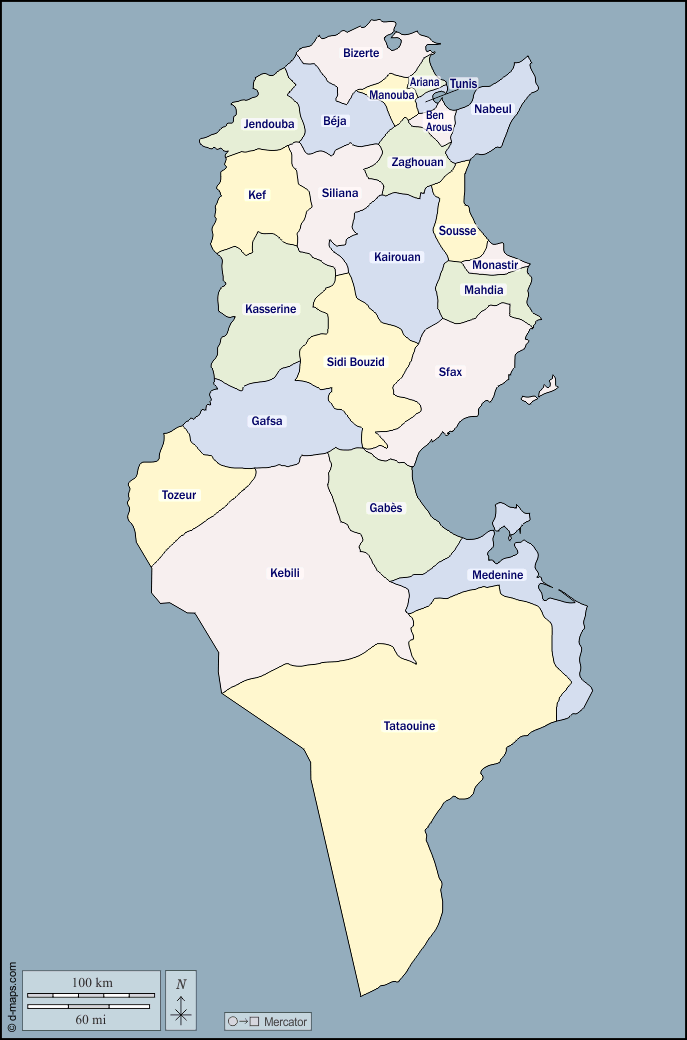 Bizerte
Ariana
Tunis
Manouba
Nabeul
Jendouba
Béja
Ben
Arous
Zaghouan
Kef
Siliana
Sousse
Kairouan
Monastir
Mahdia
Kasserine
Sidi Bouzid
Sfax
Gafsa
Tozeur
Gabès
Kebili
Medenine
Tataouine
© d-maps.com
100 km
60 mi
N
Mercator